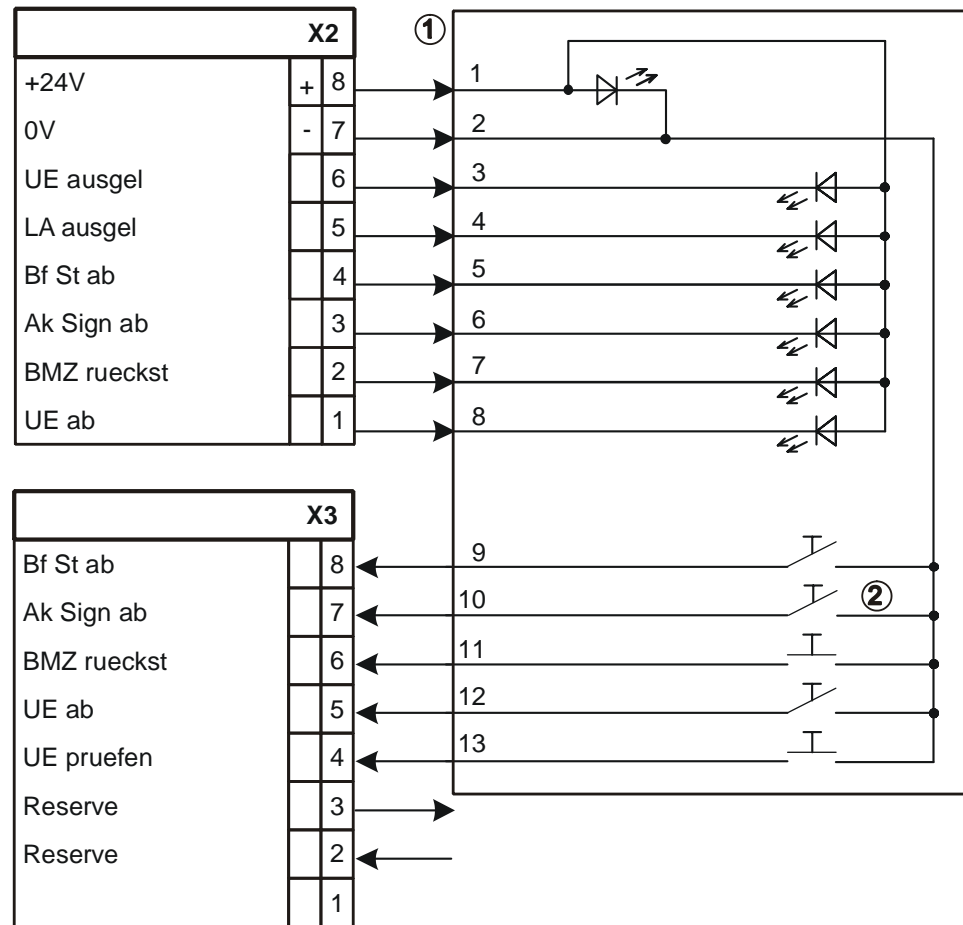 X2
①
+24V + 8 1
0V - 7 2
UE ausgel 6 3
LA ausgel 5 4
Bf St ab 4 5
Ak Sign ab 3 6
BMZ rueckst 2 7
UE ab 1 8
X3
Bf St ab 8 9
Ak Sign ab 7 10 ②
BMZ rueckst 6 11
UE ab 5 12
UE pruefen 4 13
Reserve 3
Reserve 2
1